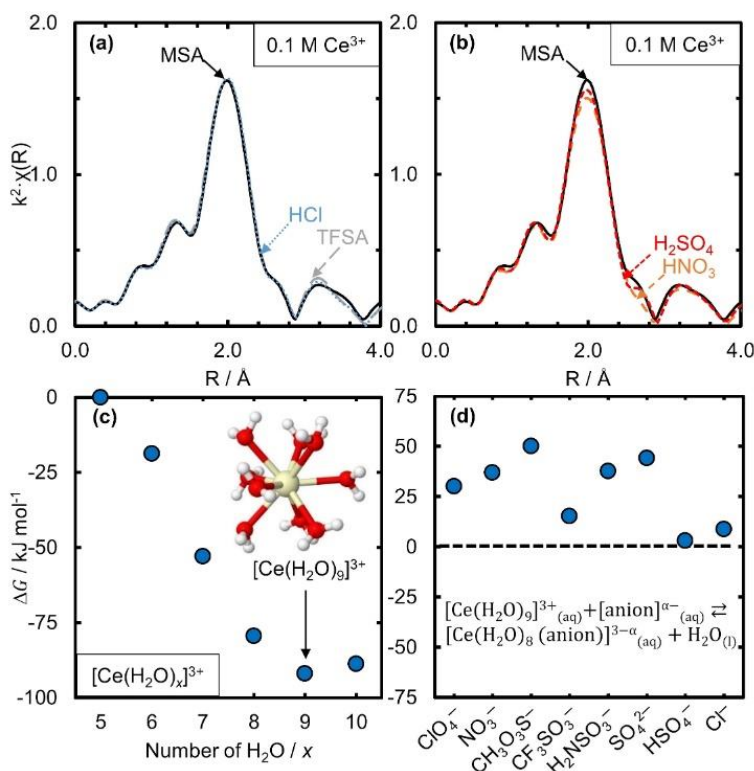 (a)
0.1 M Ce³⁺
MSA
HCl
TFSA
k²·χ(R)
2.0
1.0
0.0
0.0 1.0 2.0 3.0 4.0
R / Å
(b)
0.1 M Ce³⁺
MSA
H₂SO₄
HNO₃
0.0 1.0 2.0 3.0 4.0
R / Å
(c)
[Ce(H₂O)₉]³⁺
[Ce(H₂O)ₓ]³⁺
ΔG / kJ mol⁻¹
0
-25
-50
-75
-100
5 6 7 8 9 10
Number of H₂O / x
(d)
75
50
25
0
-25
-50
-75
[Ce(H₂O)₉]³⁺₍aq₎+[anion]ᵅ⁻₍aq₎ ⇄
[Ce(H₂O)₈ (anion)]³⁻ᵅ₍aq₎ + H₂O₍l₎
ClO₄⁻
NO₃⁻
CH₃O₃S⁻
CF₃SO₃⁻
H₂NSO₃⁻
SO₄²⁻
HSO₄⁻
Cl⁻